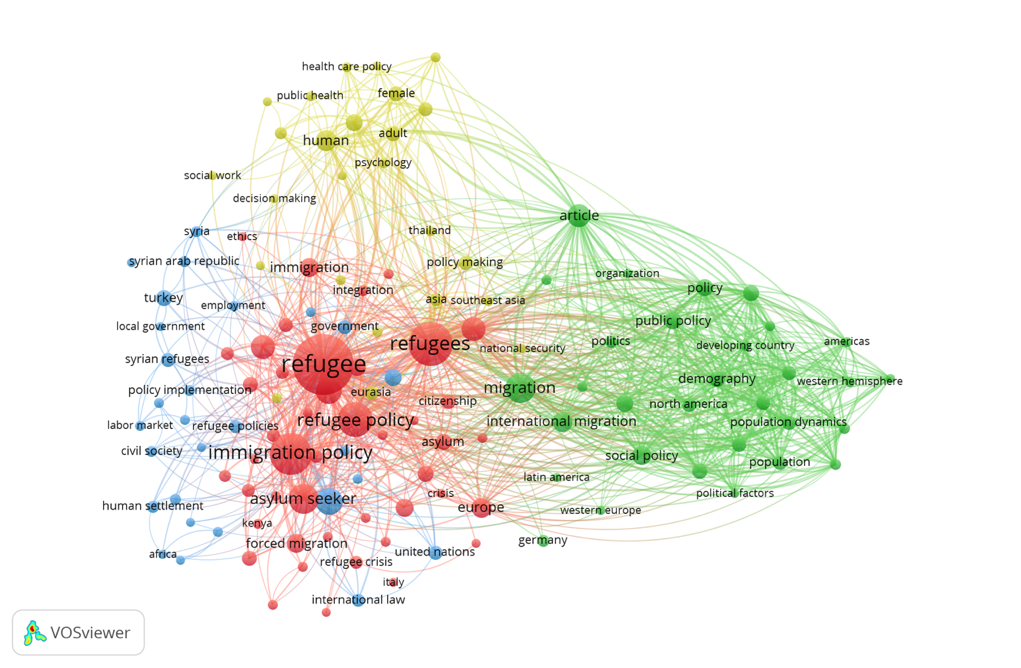 health care policy
public health
female
human
adult
psychology
social work
decision making
article
syria
ethics
thailand
syrian arab republic
immigration
policy making
organization
turkey
integration
asia
southeast asia
policy
employment
local government
government
public policy
refugees
national security
politics
developing country
americas
syrian refugees
refugee
demography
western hemisphere
policy implementation
eurasia
migration
citizenship
north america
labor market
refugee policies
refugee policy
international migration
population dynamics
civil society
immigration policy
asylum
social policy
population
human settlement
asylum seeker
crisis
latin america
political factors
kenya
europe
western europe
africa
forced migration
united nations
germany
refugee crisis
italy
international law
VOSviewer